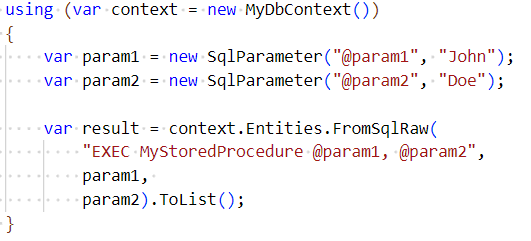 using (var context = new MyDbContext())
{
    var param1 = new SqlParameter("@param1", "John");
    var param2 = new SqlParameter("@param2", "Doe");

    var result = context.Entities.FromSqlRaw(
        "EXEC MyStoredProcedure @param1, @param2",
        param1,
        param2).ToList();
}